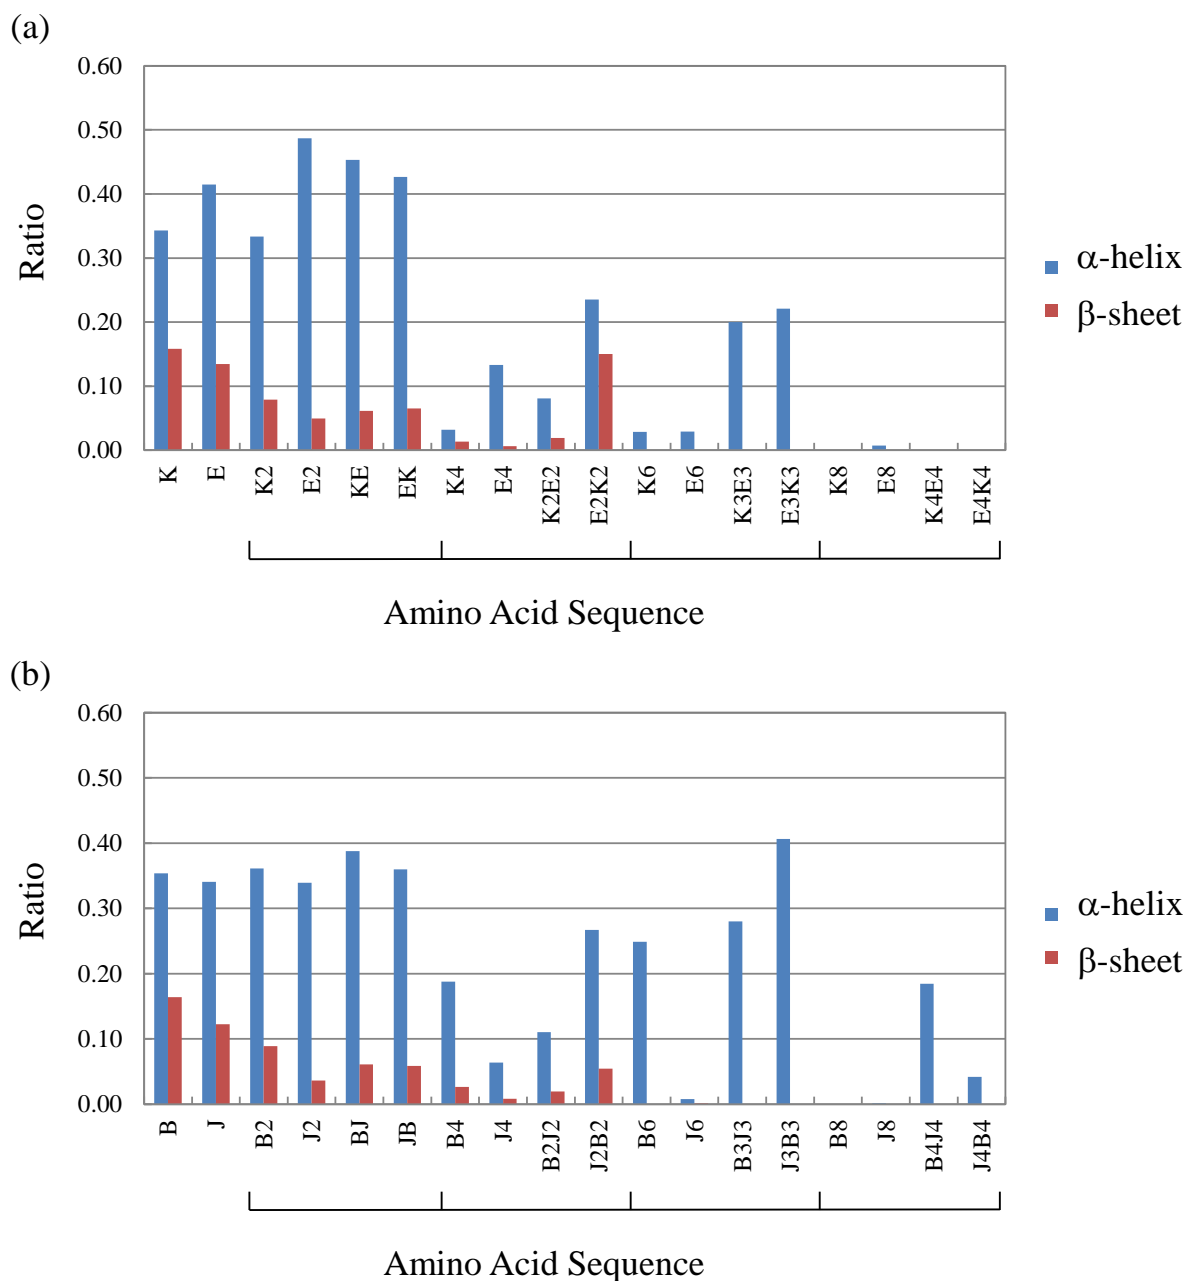 (a)
0.60
0.50
0.40
0.30
0.20
0.10
0.00
Ratio
K
E
K2
E2
KE
EK
K4
E4
K2E2
E2K2
K6
E6
K3E3
E3K3
K8
E8
K4E4
E4K4
Amino Acid Sequence
α-helix
β-sheet
(b)
0.60
0.50
0.40
0.30
0.20
0.10
0.00
Ratio
B
J
B2
J2
BJ
JB
B4
J4
B2J2
J2B2
B6
J6
B3J3
J3B3
B8
J8
B4J4
J4B4
Amino Acid Sequence
α-helix
β-sheet